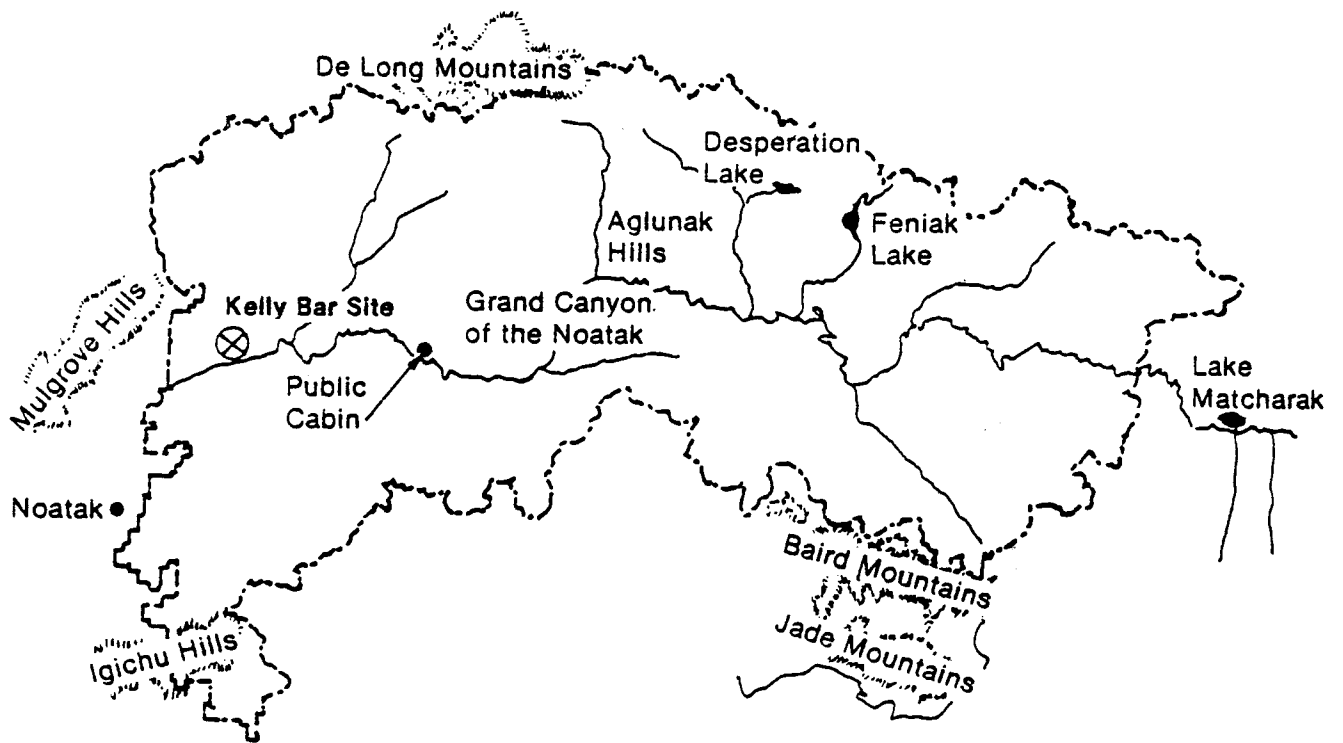 De Long Mountains
Desperation
Lake
Aglunak
Hills
Feniak
Lake
Mulgrove Hills
Kelly Bar Site
Grand Canyon
of the Noatak
Public
Cabin
Lake
Matcharak
Noatak
Baird Mountains
Igichu Hills
Jade Mountains